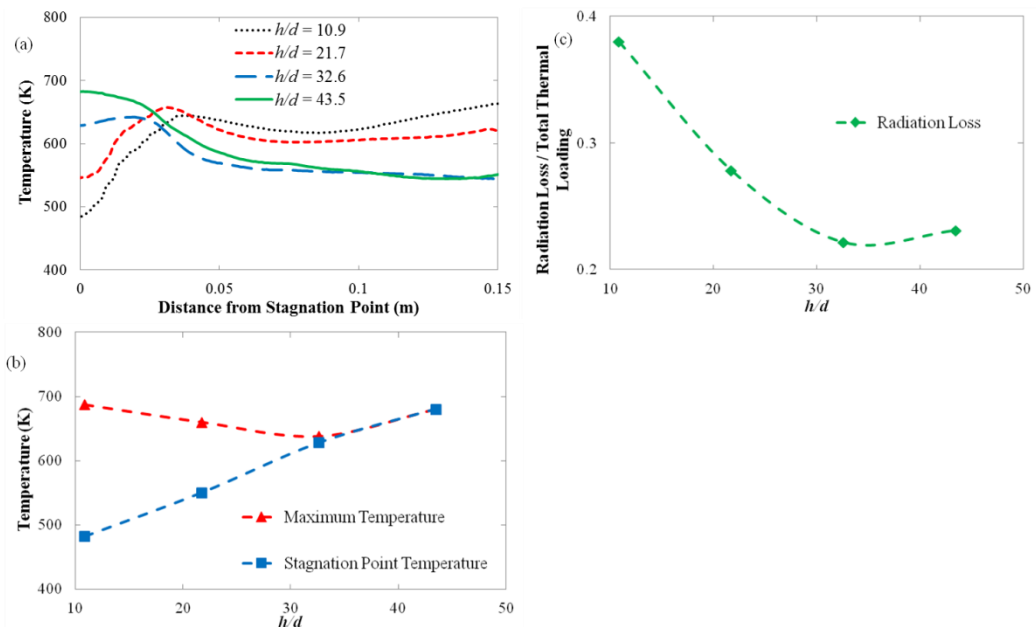 (a)
800
700
600
500
400
Temperature (K)
h/d = 10.9
h/d = 21.7
h/d = 32.6
h/d = 43.5
0
0.05
0.1
0.15
Distance from Stagnation Point (m)
(c)
0.4
0.3
0.2
Radiation Loss / Total Thermal
Loading
Radiation Loss
10
20
30
40
50
h/d
(b)
800
700
600
500
400
Temperature (K)
Maximum Temperature
Stagnation Point Temperature
10
20
30
40
50
h/d